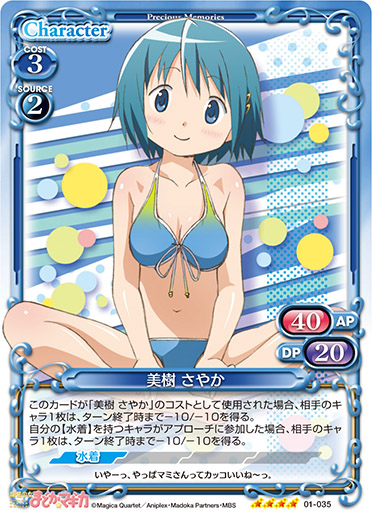 Precious Memories
Character
COST
3
SOURCE
2
40 AP
DP 20
美樹 さやか
このカードが「美樹 さやか」のコストとして使用された場合、相手のキ
ャラ1枚は、ターン終了時まで-10/-10を得る。
自分の【水着】を持つキャラがアプローチに参加した場合、相手のキャ
ラ1枚は、ターン終了時まで-10/-10を得る。
水着
いやーっ、やっぱマミさんってカッコいいね〜っ。
まどか☆マギカ
©Magica Quartet／Aniplex・Madoka Partners・MBS
01-035